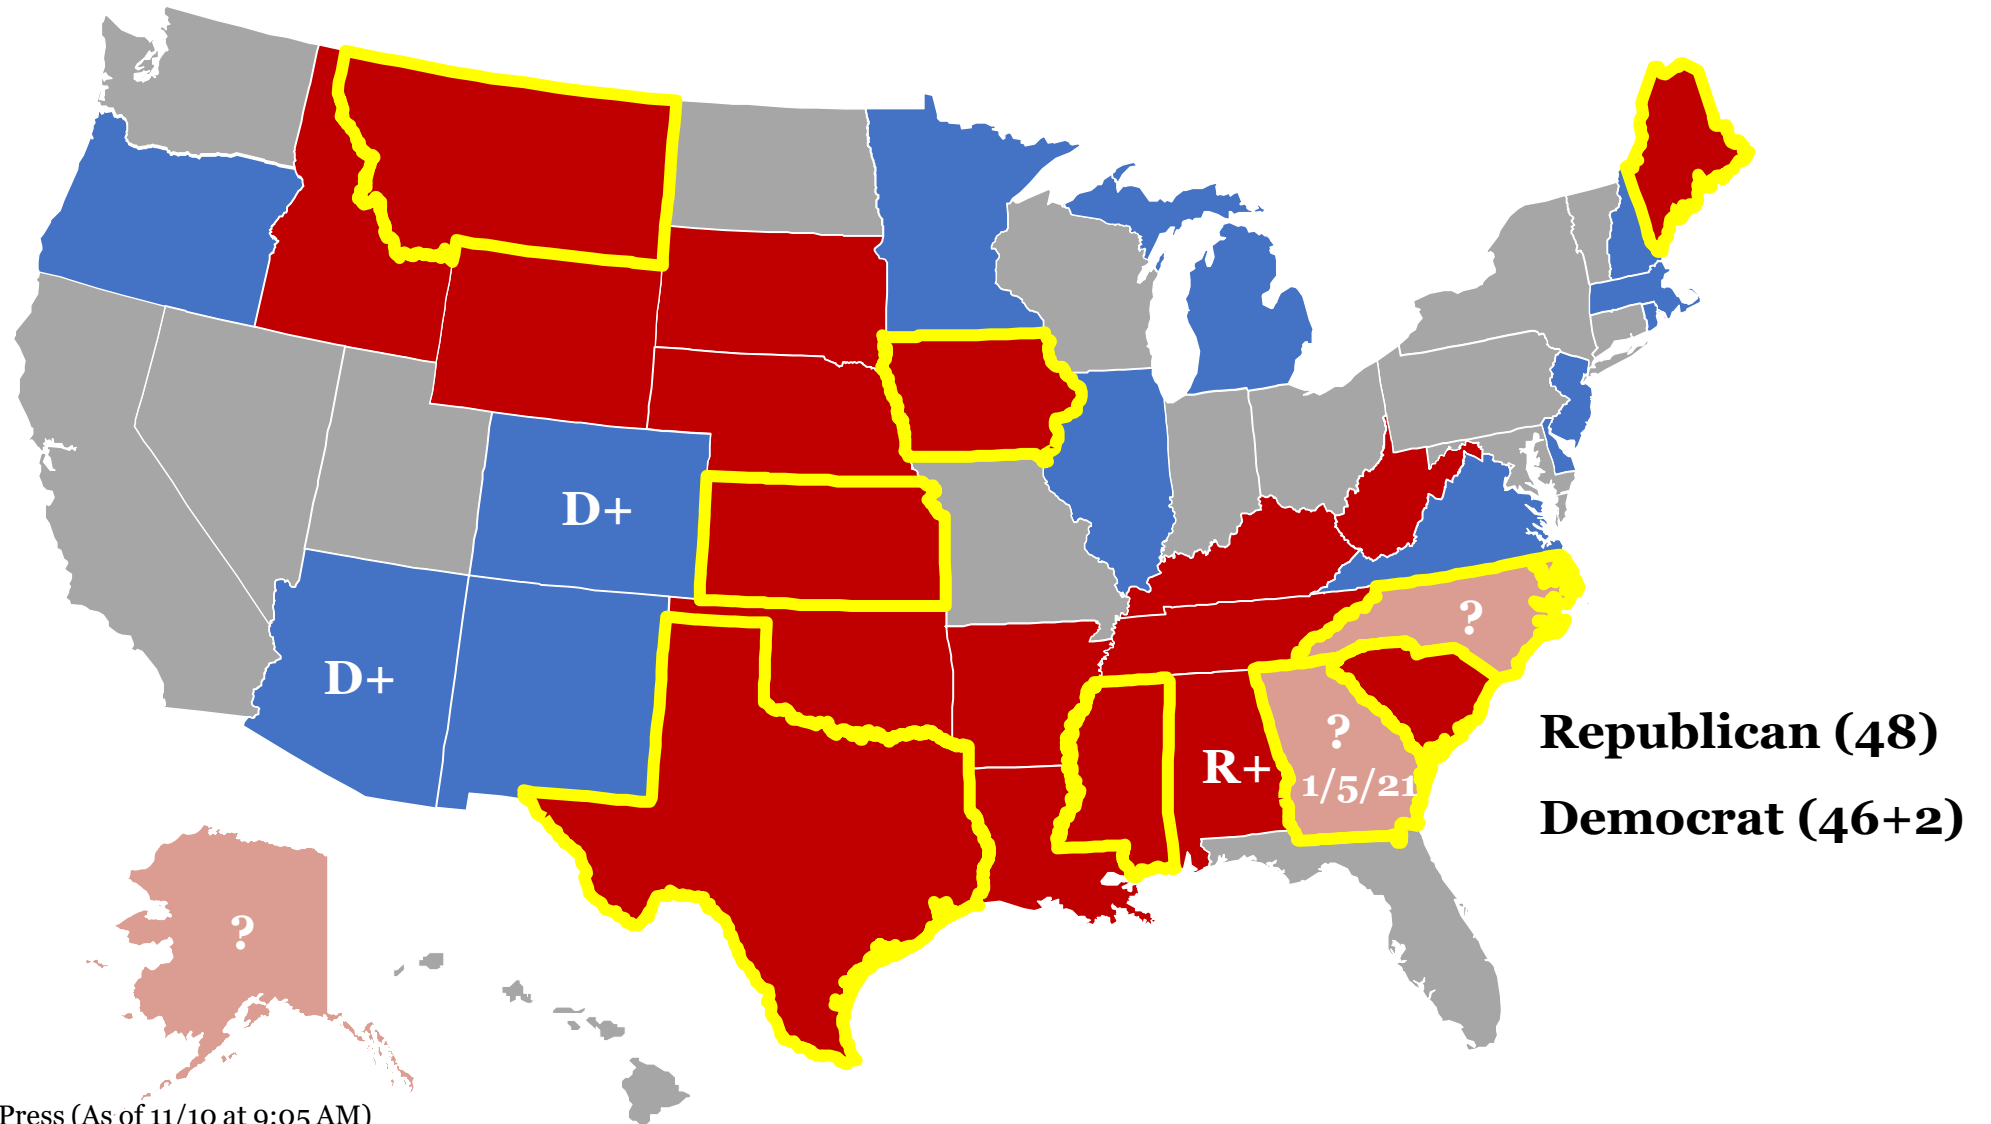 D+
?
D+
Republican (48)
?
R+
1/5/21
Democrat (46+2)
?
Press (As of 11/10 at 9:05 AM)